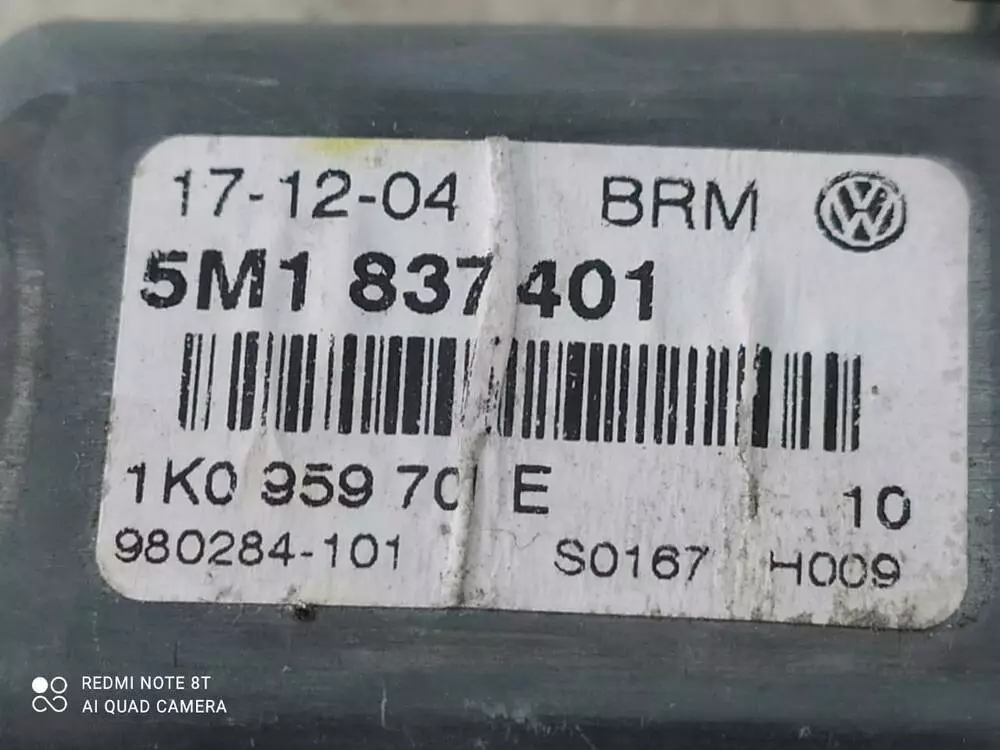 17-12-04 BRM
5M1 837 401
1K0 959 70 E
980284-101 S0167 H009
10
REDMI NOTE 8T
AI QUAD CAMERA